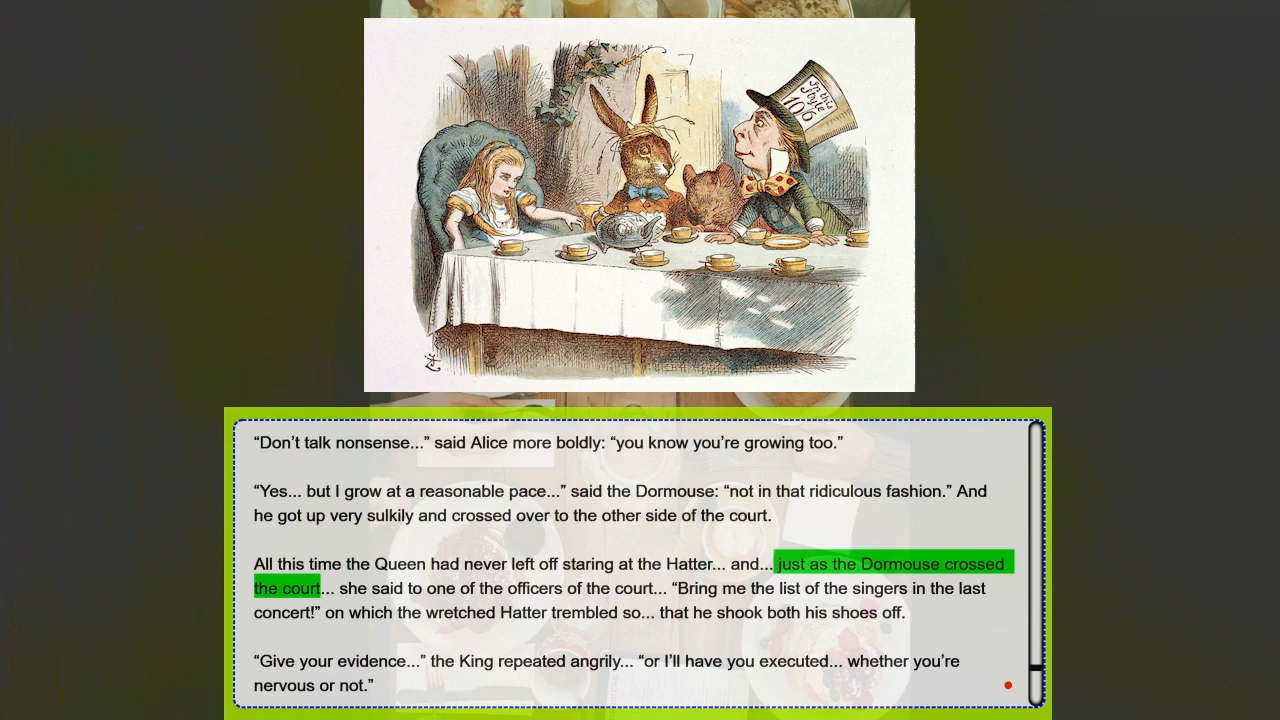 In this
Style
10/6
“Don’t talk nonsense...” said Alice more boldly: “you know you’re growing too.”
“Yes... but I grow at a reasonable pace...” said the Dormouse: “not in that ridiculous fashion.” And
he got up very sulkily and crossed over to the other side of the court.
All this time the Queen had never left off staring at the Hatter... and... just as the Dormouse crossed
the court... she said to one of the officers of the court... “Bring me the list of the singers in the last
concert!” on which the wretched Hatter trembled so... that he shook both his shoes off.
“Give your evidence...” the King repeated angrily... “or I’ll have you executed... whether you’re
nervous or not.”